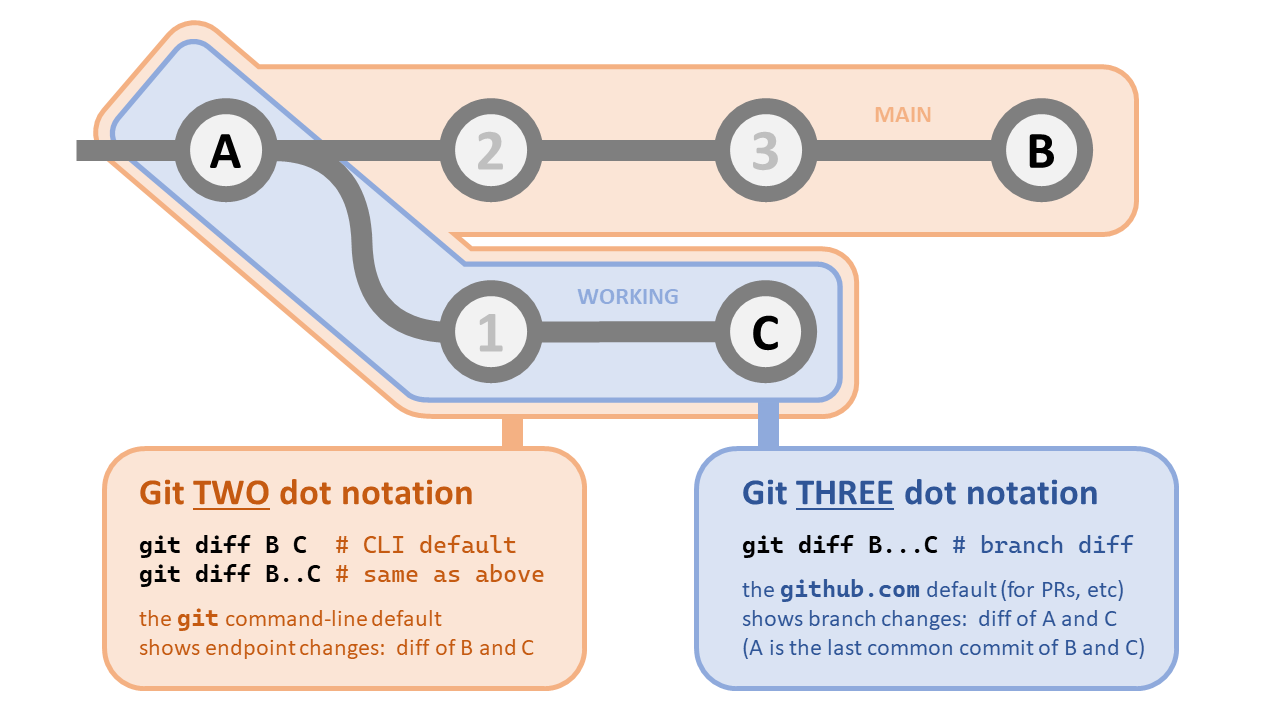 MAIN
A
2
3
B
WORKING
1
C
Git TWO dot notation
git diff B C  # CLI default
git diff B..C # same as above
the git command-line default
shows endpoint changes:  diff of B and C
Git THREE dot notation
git diff B...C # branch diff
the github.com default (for PRs, etc)
shows branch changes:  diff of A and C
(A is the last common commit of B and C)